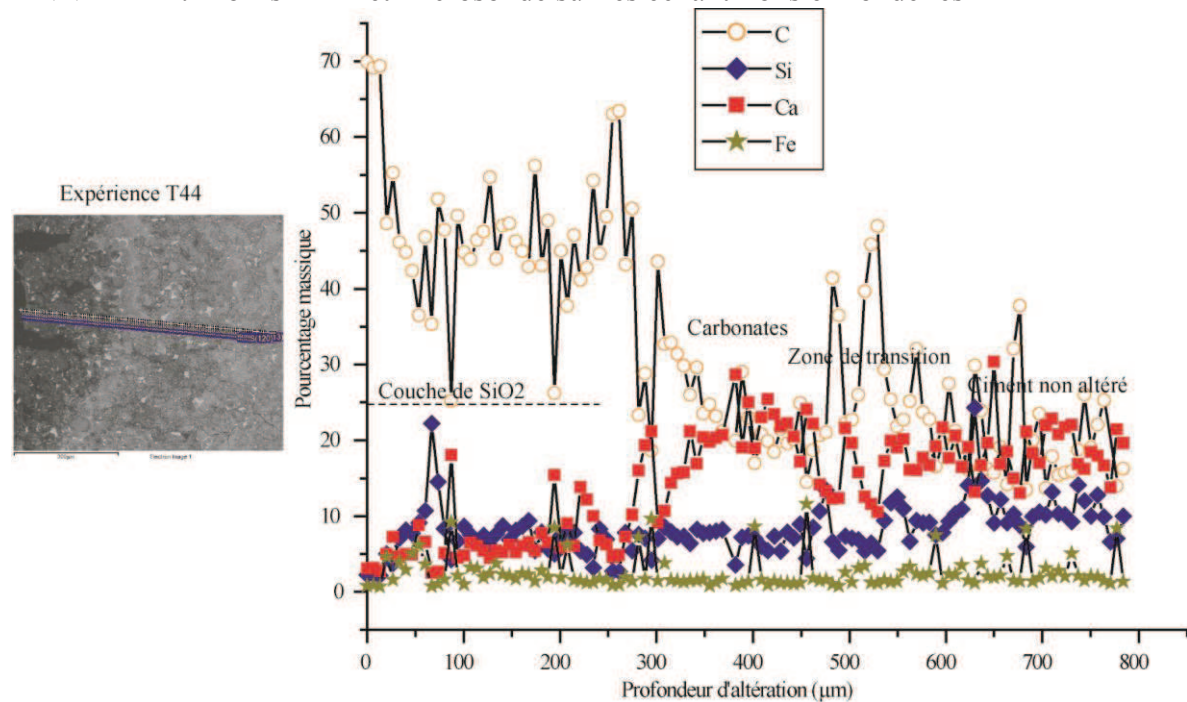 C
Si
Ca
Fe
Expérience T44
Pourcentage massique
70
60
50
40
30
20
10
0
Couche de SiO2
Carbonates
Zone de transition
Ciment non altéré
0 100 200 300 400 500 600 700 800
Profondeur d'altération (μm)